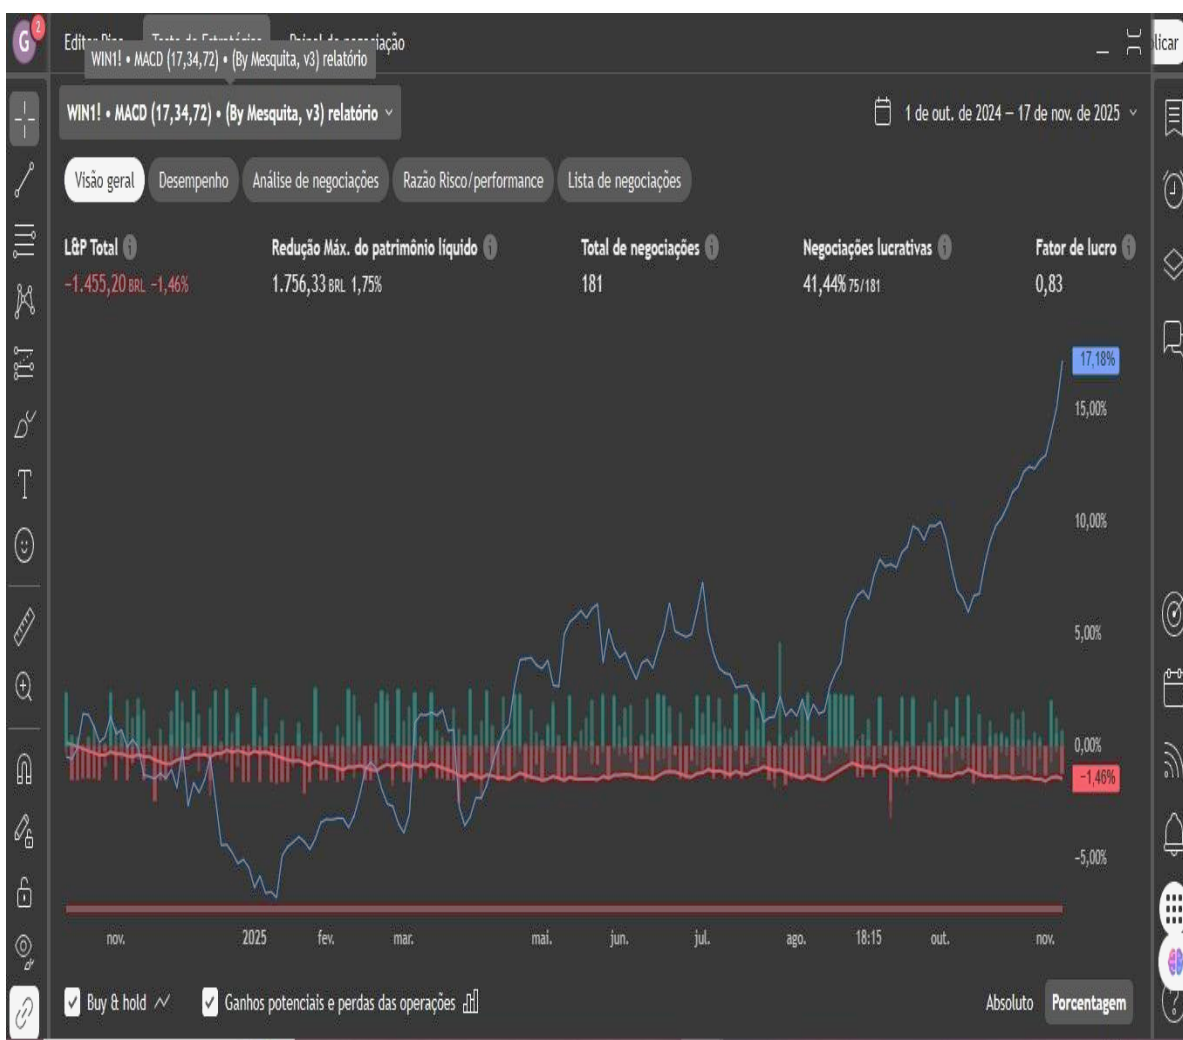 G
2
ação
licar
WIN1! • MACD (17,34,72) • (By Mesquita, v3) relatório
WIN1! • MACD (17,34,72) • (By Mesquita, v3) relatório
1 de out. de 2024 – 17 de nov. de 2025
Visão geral Desempenho Análise de negociações Razão Risco/performance Lista de negociações
L&P Total Redução Máx. do patrimônio líquido Total de negociações Negociações lucrativas Fator de lucro
−1.455,20 BRL −1,46% 1.756,33 BRL 1,75% 181 41,44% 75/181 0,83
17,18%
15,00%
10,00%
5,00%
0,00%
−1,46%
−5,00%
nov. 2025 fev. mar. mai. jun. jul. ago. 18:15 out. nov.
Buy & hold Ganhos potenciais e perdas das operações Absoluto Porcentagem